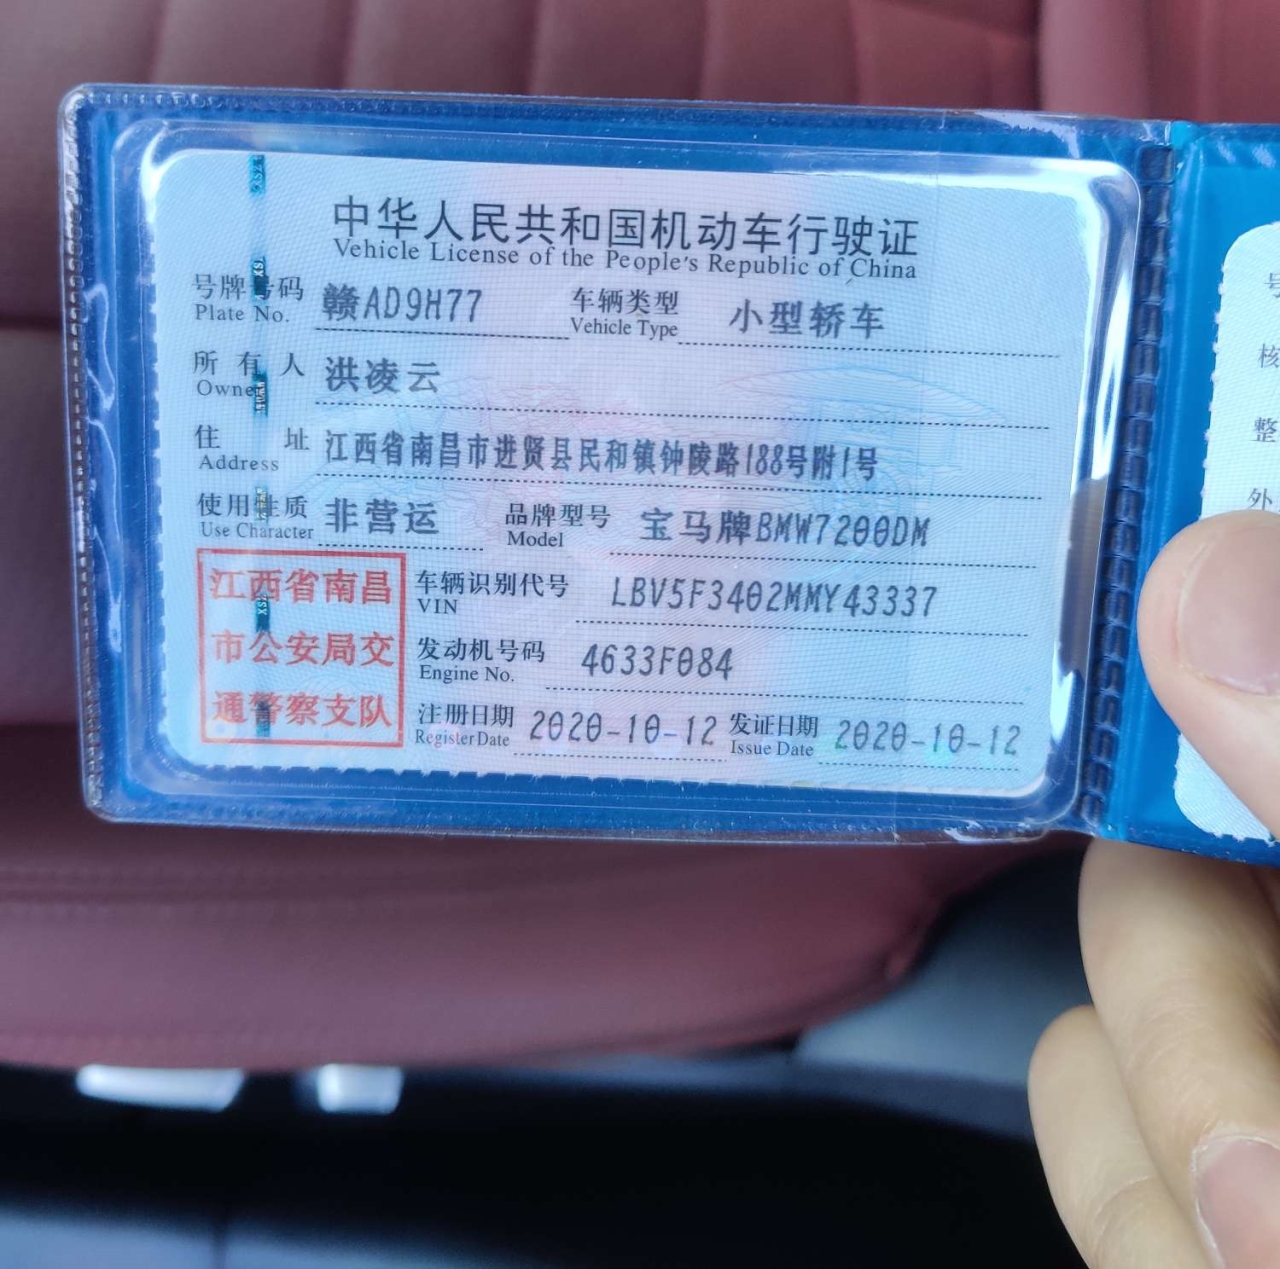 中华人民共和国机动车行驶证
Vehicle License of the People's Republic of China
号牌号码 赣AD9H77 车辆类型 小型轿车
Plate No. Vehicle Type
所有人 洪凌云
Owner
住址 江西省南昌市进贤县民和镇钟陵路188号附1号
Address
使用性质 非营运 品牌型号 宝马牌BMW7200DM
Use Character Model
江西省南昌
市公安局交
通警察支队
车辆识别代号 LBV5F3402MMY43337
VIN
发动机号码 4633F084
Engine No.
注册日期 2020-10-12 发证日期 2020-10-12
Register Date Issue Date
号
核
整
外